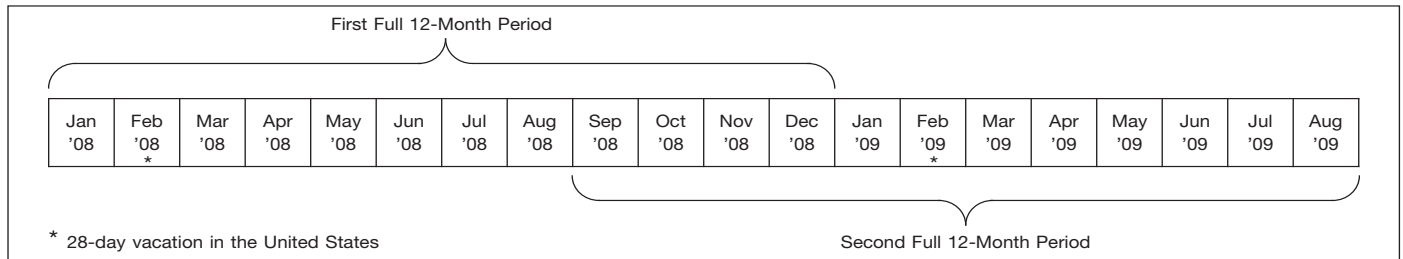 First Full 12-Month Period
Jan Feb Mar Apr May Jun Jul Aug Sep Oct Nov Dec Jan Feb Mar Apr May Jun Jul Aug
’08 ’08 ’08 ’08 ’08 ’08 ’08 ’08 ’08 ’08 ’08 ’08 ’09 ’09 ’09 ’09 ’09 ’09 ’09 ’09
* *
* 28-day vacation in the United States
Second Full 12-Month Period